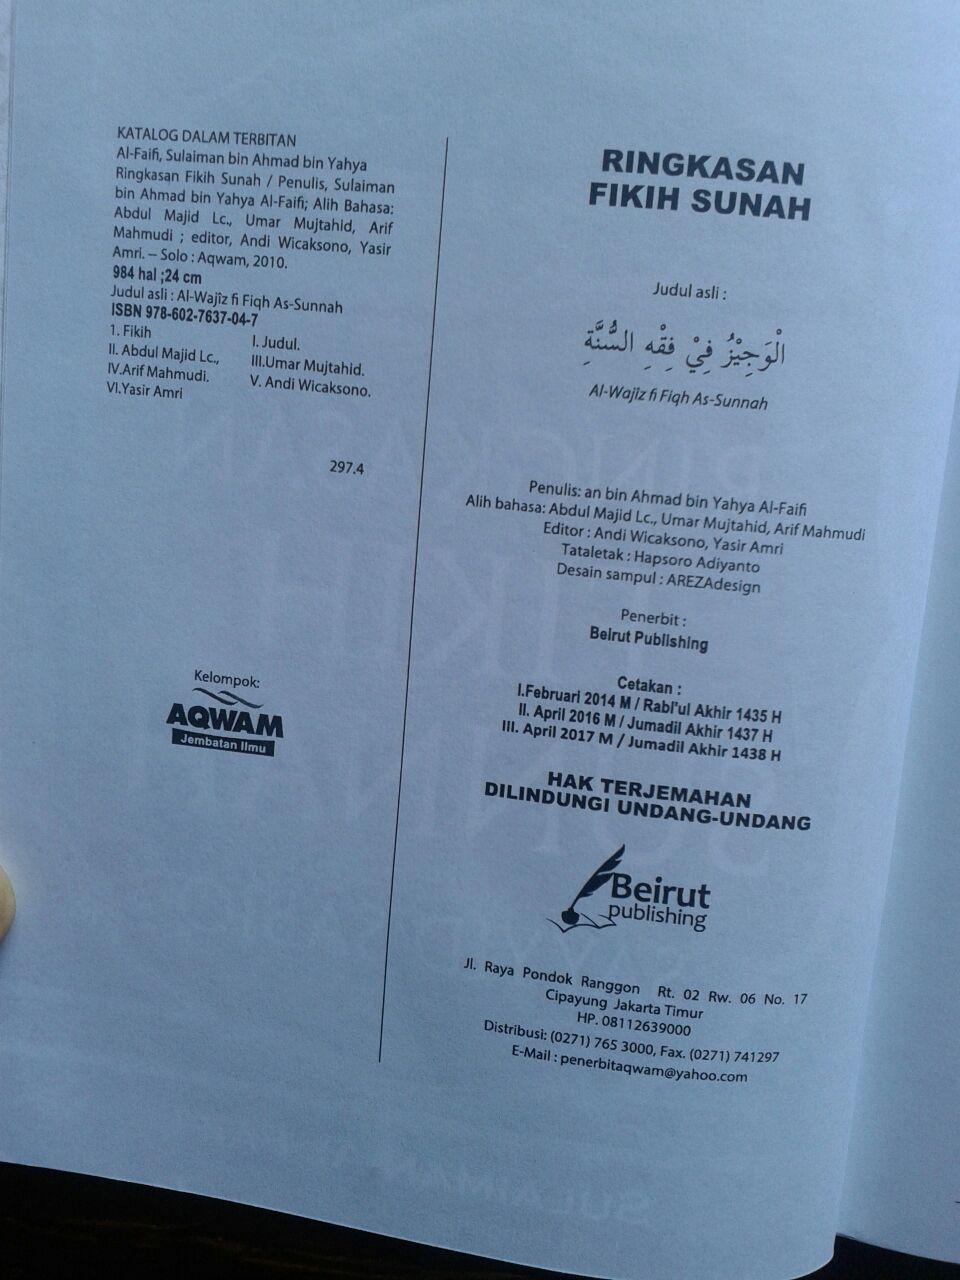 KATALOG DALAM TERBITAN
Al-Faifi, Sulaiman bin Ahmad bin Yahya
Ringkasan Fikih Sunah / Penulis, Sulaiman
bin Ahmad bin Yahya Al-Faifi; Alih Bahasa:
Abdul Majid Lc., Umar Mujtahid, Arif
Mahmudi ; editor, Andi Wicaksono, Yasir
Amri. – Solo : Aqwam, 2010.
984 hal ;24 cm
Judul asli : Al-Wajîz fi Fiqh As-Sunnah
ISBN 978-602-7637-04-7
1. Fikih I. Judul.
II. Abdul Majid Lc., III.Umar Mujtahid.
IV.Arif Mahmudi. V. Andi Wicaksono.
VI.Yasir Amri
297.4
Kelompok:
AQWAM
Jembatan Ilmu
RINGKASAN
FIKIH SUNAH
Judul asli :
الْوَجِيْزُ فِيْ فِقْهِ السُّنَّةِ
Al-Wajîz fi Fiqh As-Sunnah
Penulis: an bin Ahmad bin Yahya Al-Faifi
Alih bahasa: Abdul Majid Lc., Umar Mujtahid, Arif Mahmudi
Editor : Andi Wicaksono, Yasir Amri
Tataletak : Hapsoro Adiyanto
Desain sampul : AREZAdesign
Penerbit :
Beirut Publishing
Cetakan :
I.Februari 2014 M / Rabi'ul Akhir 1435 H
II. April 2016 M / Jumadil Akhir 1437 H
III. April 2017 M / Jumadil Akhir 1438 H
HAK TERJEMAHAN
DILINDUNGI UNDANG-UNDANG
Beirut
publishing
Jl. Raya Pondok Ranggon Rt. 02 Rw. 06 No. 17
Cipayung Jakarta Timur
HP. 08112639000
Distribusi: (0271) 765 3000, Fax. (0271) 741297
E-Mail : penerbitaqwam@yahoo.com